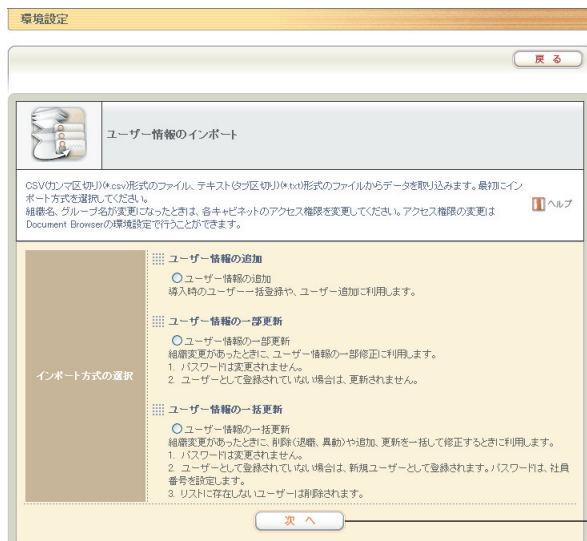 環境設定
戻る
ユーザー情報のインポート
CSV(カンマ区切り)(*.csv)形式のファイル、テキスト(タブ区切り)(*.txt)形式のファイルからデータを取り込みます。最初にイン
ポート方式を選択してください。
組織名、グループ名が変更になったときは、各キャビネットのアクセス権限を変更してください。アクセス権限の変更は
Document Browserの環境設定で行うことができます。
ヘルプ
インポート方式の選択
ユーザー情報の追加
ユーザー情報の追加
導入時のユーザー一括登録や、ユーザー追加に利用します。
ユーザー情報の一部更新
ユーザー情報の一部更新
組織変更があったときに、ユーザー情報の一部修正に利用します。
1. パスワードは変更されません。
2. ユーザーとして登録されていない場合は、更新されません。
ユーザー情報の一括更新
ユーザー情報の一括更新
組織変更があったときに、削除(退職、異動)や追加、更新を一括して修正するときに利用します。
1. パスワードは変更されません。
2. ユーザーとして登録されていない場合は、新規ユーザーとして登録されます。パスワードは、社員
番号を設定します。
3. リストに存在しないユーザーは削除されます。
次へ